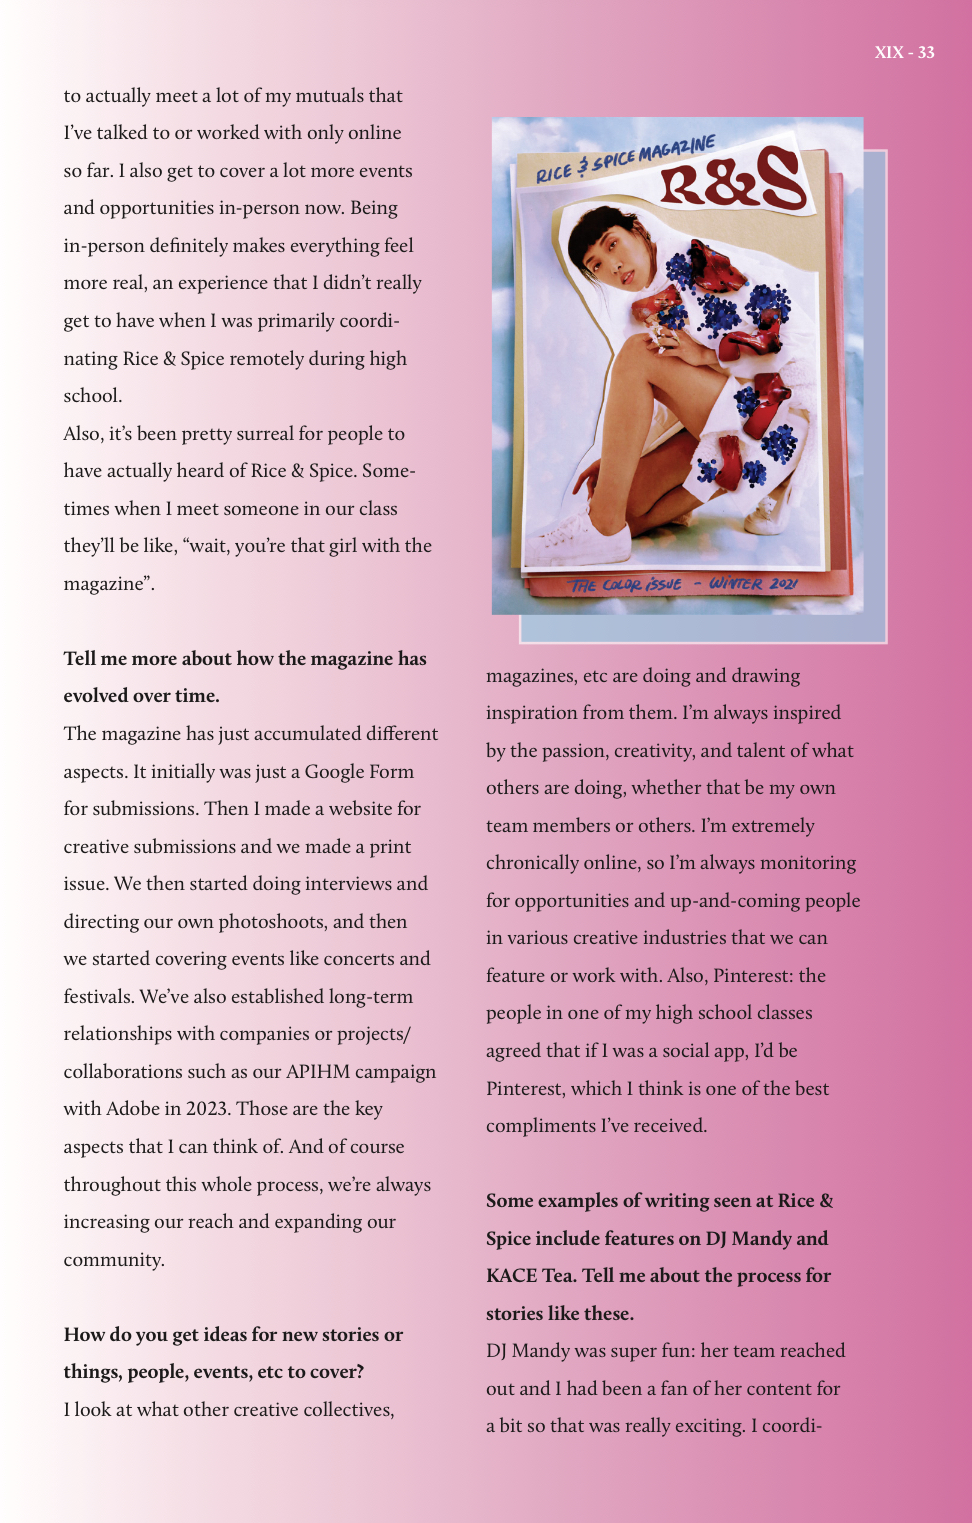 XIX - 33
to actually meet a lot of my mutuals that
I’ve talked to or worked with only online
so far. I also get to cover a lot more events
and opportunities in-person now. Being
in-person definitely makes everything feel
more real, an experience that I didn’t really
get to have when I was primarily coordi-
nating Rice & Spice remotely during high
school.
Also, it’s been pretty surreal for people to
have actually heard of Rice & Spice. Some-
times when I meet someone in our class
they’ll be like, “wait, you’re that girl with the
magazine”.
Tell me more about how the magazine has
evolved over time.
The magazine has just accumulated different
aspects. It initially was just a Google Form
for submissions. Then I made a website for
creative submissions and we made a print
issue. We then started doing interviews and
directing our own photoshoots, and then
we started covering events like concerts and
festivals. We’ve also established long-term
relationships with companies or projects/
collaborations such as our APIHM campaign
with Adobe in 2023. Those are the key
aspects that I can think of. And of course
throughout this whole process, we’re always
increasing our reach and expanding our
community.
How do you get ideas for new stories or
things, people, events, etc to cover?
I look at what other creative collectives,
RICE & SPICE MAGAZINE
R&S
THE COLOR iSSUE - WiNTER 2021
magazines, etc are doing and drawing
inspiration from them. I’m always inspired
by the passion, creativity, and talent of what
others are doing, whether that be my own
team members or others. I’m extremely
chronically online, so I’m always monitoring
for opportunities and up-and-coming people
in various creative industries that we can
feature or work with. Also, Pinterest: the
people in one of my high school classes
agreed that if I was a social app, I’d be
Pinterest, which I think is one of the best
compliments I’ve received.
Some examples of writing seen at Rice &
Spice include features on DJ Mandy and
KACE Tea. Tell me about the process for
stories like these.
DJ Mandy was super fun: her team reached
out and I had been a fan of her content for
a bit so that was really exciting. I coordi-